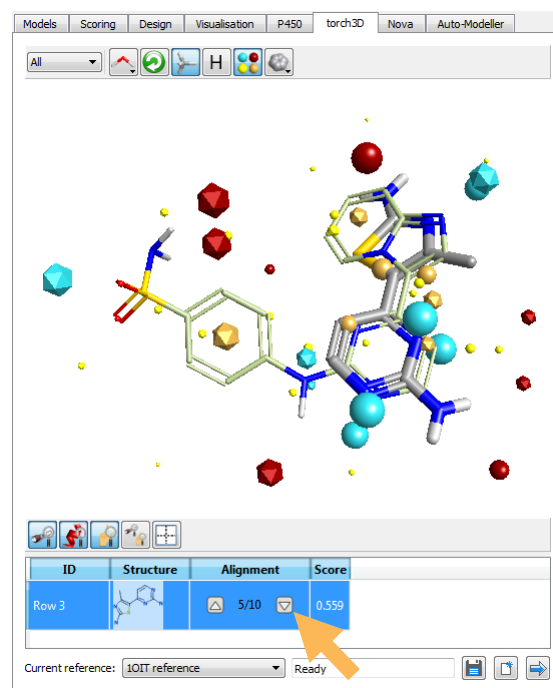 Models Scoring Design Visualisation P450 torch3D Nova Auto-Modeller
All H
ID Structure Alignment Score
Row 3 5/10 0.559
Current reference: 1OIT reference Ready